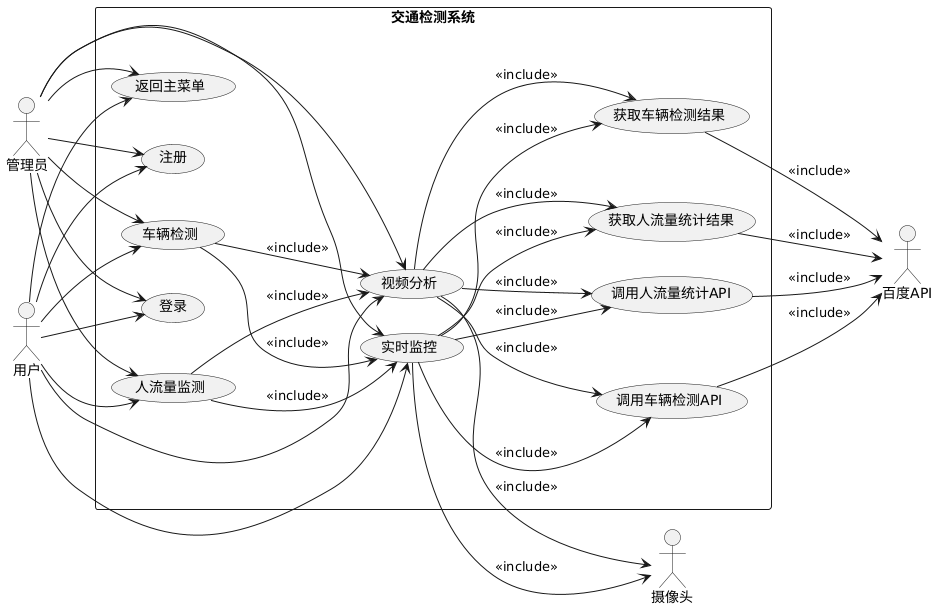 交通检测系统
<<include>>
返回主菜单
获取车辆检测结果
<<include>>
管理员
注册
<<include>>
<<include>>
获取人流量统计结果
车辆检测
<<include>>
<<include>>
<<include>>
视频分析
<<include>>
百度API
调用人流量统计API
登录
<<include>>
<<include>>
用户
<<include>>
实时监控
<<include>>
人流量监测
<<include>>
调用车辆检测API
<<include>>
<<include>>
<<include>>
摄像头